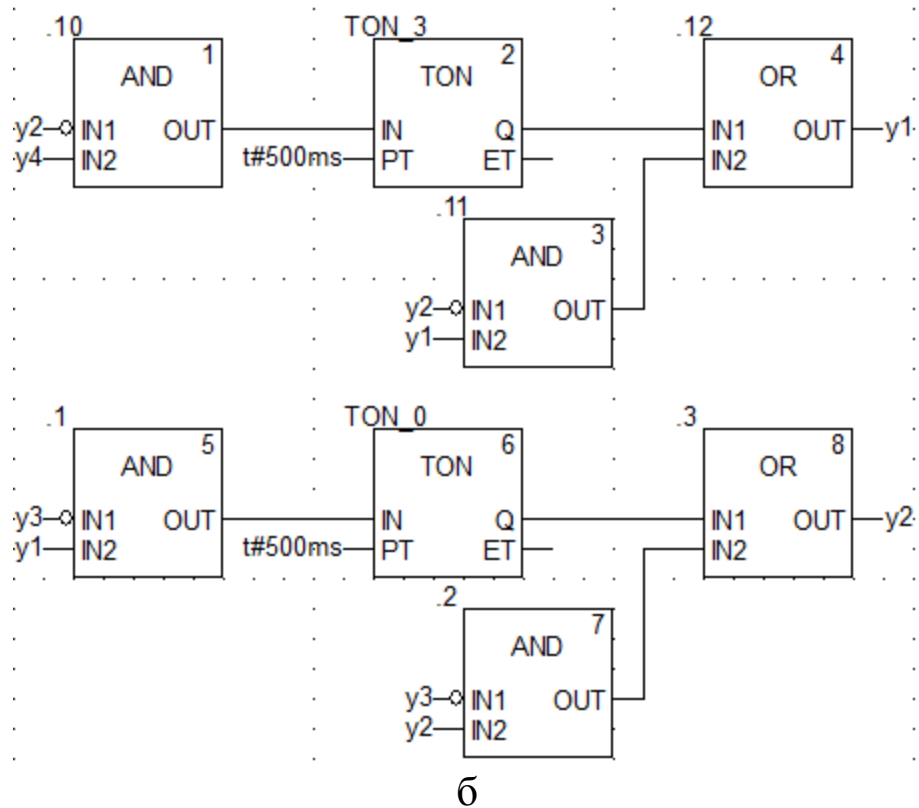 .10 TON_3 .12
1 2 4
AND TON OR
y2 IN1 OUT IN Q IN1 OUT y1
y4 IN2 t#500ms PT ET IN2
.11
3
AND
y2 IN1 OUT
y1 IN2
.1 TON_0 .3
5 6 8
AND TON OR
y3 IN1 OUT IN Q IN1 OUT y2
y1 IN2 t#500ms PT ET IN2
.2
7
AND
y3 IN1 OUT
y2 IN2
б